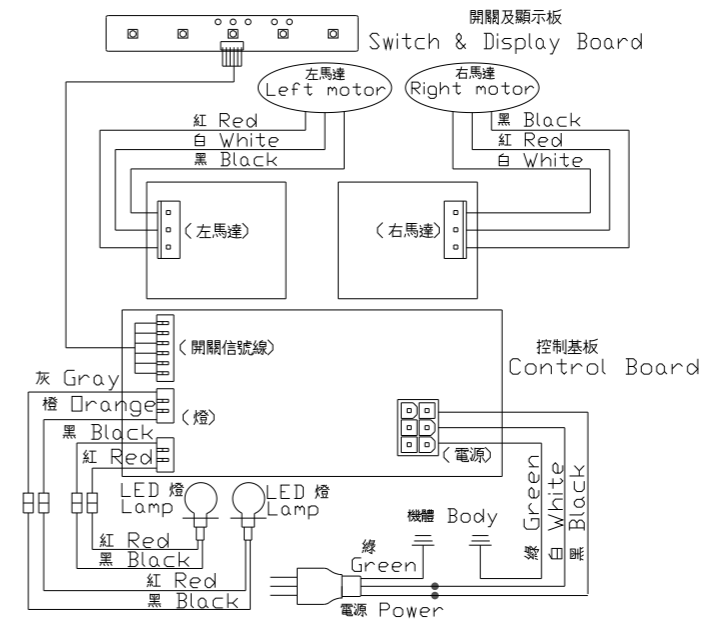 開關及顯示板
Switch & Display Board
左馬達
Left motor
右馬達
Right motor
紅 Red
白 White
黑 Black
黑 Black
紅 Red
白 White
(左馬達)
(右馬達)
(開關信號線)
控制基板
Control Board
灰 Gray
橙 Orange
(燈)
黑 Black
紅 Red
(電源)
LED 燈
Lamp
LED 燈
Lamp
機體 Body
綠 Green
白 White
黑 Black
紅 Red
黑 Black
綠
Green
紅 Red
黑 Black
電源 Power